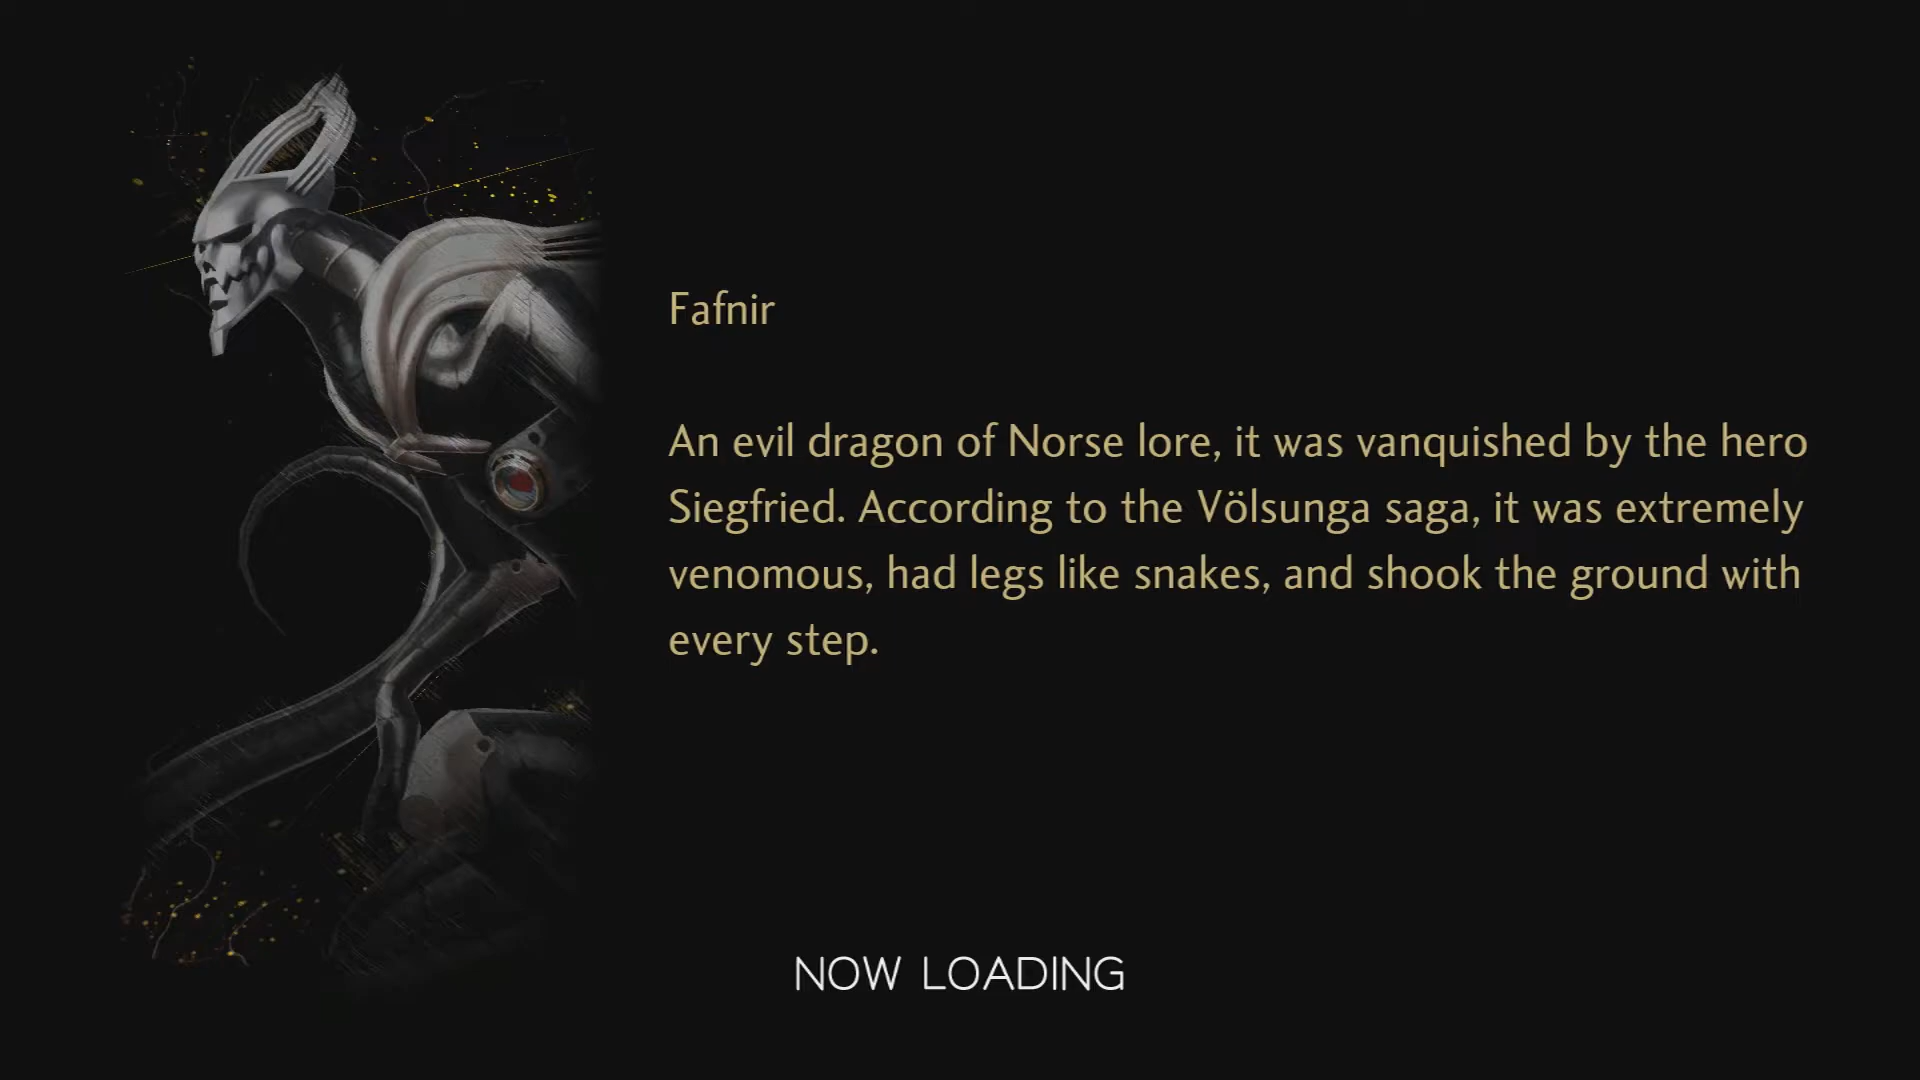 Fafnir
An evil dragon of Norse lore, it was vanquished by the hero
Siegfried. According to the Völsunga saga, it was extremely
venomous, had legs like snakes, and shook the ground with
every step.
NOW LOADING